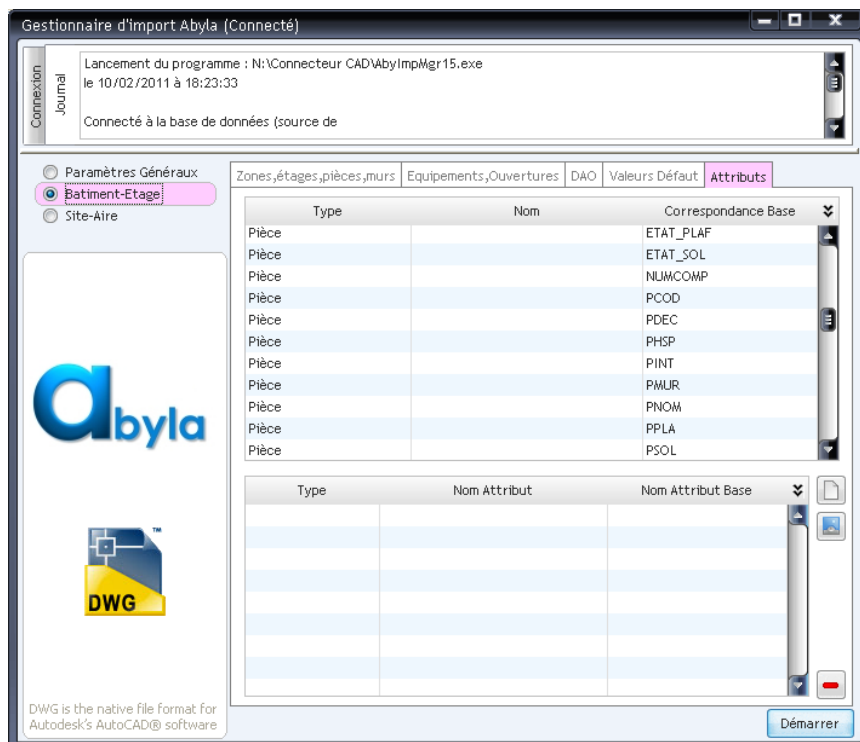 Gestionnaire d'import Abyla (Connecté)
Connexion
Journal
Lancement du programme : N:\Connecteur CAD\AbyImpMgr15.exe
le 10/02/2011 à 18:23:33
Connecté à la base de données (source de
Paramètres Généraux
Batiment-Etage
Site-Aire
Zones,étages,pièces,murs Equipements,Ouvertures DAO Valeurs Défaut Attributs
Type Nom Correspondance Base
Pièce ETAT_PLAF
Pièce ETAT_SOL
Pièce NUMCOMP
Pièce PCOD
Pièce PDEC
Pièce PHSP
Pièce PINT
Pièce PMUR
Pièce PNOM
Pièce PPLA
Pièce PSOL
abyla
Type Nom Attribut Nom Attribut Base
DWG™
DWG is the native file format for
Autodesk's AutoCAD® software
Démarrer